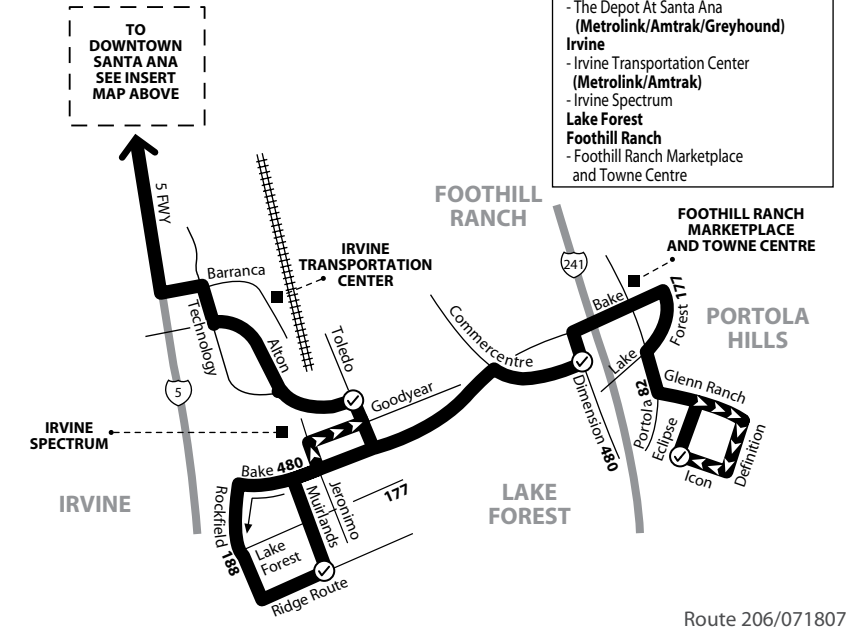 - The Depot At Santa Ana
(Metrolink/Amtrak/Greyhound)
Irvine
- Irvine Transportation Center
(Metrolink/Amtrak)
- Irvine Spectrum
Lake Forest
Foothill Ranch
- Foothill Ranch Marketplace
and Towne Centre
TO
DOWNTOWN
SANTA ANA
SEE INSERT
MAP ABOVE
5 FWY
FOOTHILL
RANCH
FOOTHILL RANCH
MARKETPLACE
AND TOWNE CENTRE
IRVINE
TRANSPORTATION
CENTER
Barranca
Technology
Alton
Toledo
Commercentre
241
Bake
Forest 177
Lake
PORTOLA
HILLS
5
Goodyear
Dimension 480
Portola 82
Glenn Ranch
Eclipse
Definition
Icon
IRVINE
SPECTRUM
Bake 480
IRVINE
Rockfield 188
Muirlands
Jeronimo
177
Lake
Forest
Ridge Route
LAKE
FOREST
Route 206/071807